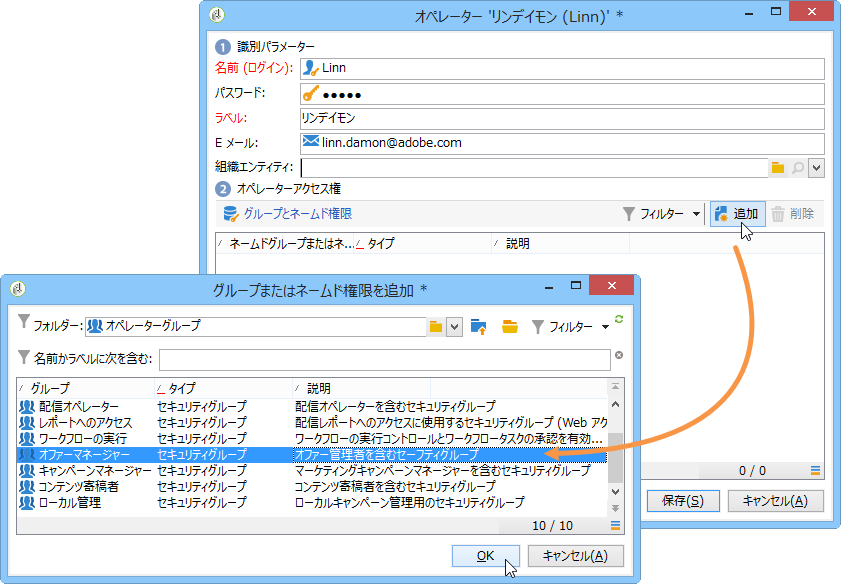 オペレーター 'リンデイモン (Linn)' *
1 識別パラメーター
名前 (ログイン): Linn
パスワード: ●●●●●
ラベル: リンデイモン
E メール: linn.damon@adobe.com
組織エンティティ:
2 オペレーターアクセス権
グループとネームド権限 フィルター 追加 削除
ネームドグループまたはネ... タイプ 説明
0 / 0
保存(S) キャンセル(A)
グループまたはネームド権限を追加 *
フォルダー: オペレーターグループ フィルター
名前かラベルに次を含む:
グループ タイプ 説明
配信オペレーター セキュリティグループ 配信オペレーターを含むセキュリティグループ
レポートへのアクセス セキュリティグループ 配信レポートへのアクセスに使用するセキュリティグループ (Web アク
ワークフローの実行 セキュリティグループ ワークフローの実行コントロールとワークフロータスクの承認を有効...
オファーマネージャー セキュリティグループ オファー管理者を含むセーフティグループ
キャンペーンマネージャー セキュリティグループ マーケティングキャンペーンマネージャーを含むセキュリティグループ
コンテンツ寄稿者 セキュリティグループ コンテンツ寄稿者を含むセキュリティグループ
ローカル管理 セキュリティグループ ローカルキャンペーン管理用のセキュリティグループ
10 / 10
OK キャンセル(A)